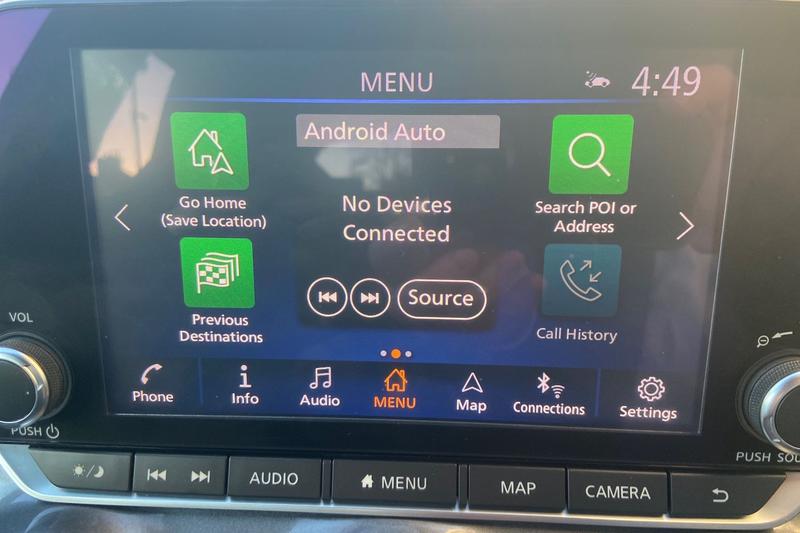 MENU
4:49
Android Auto
Go Home
(Save Location)
No Devices
Connected
Search POI or
Address
Source
Previous
Destinations
Call History
Phone
Info
Audio
MENU
Map
Connections
Settings
VOL
PUSH
PUSH SOU
AUDIO
MENU
MAP
CAMERA